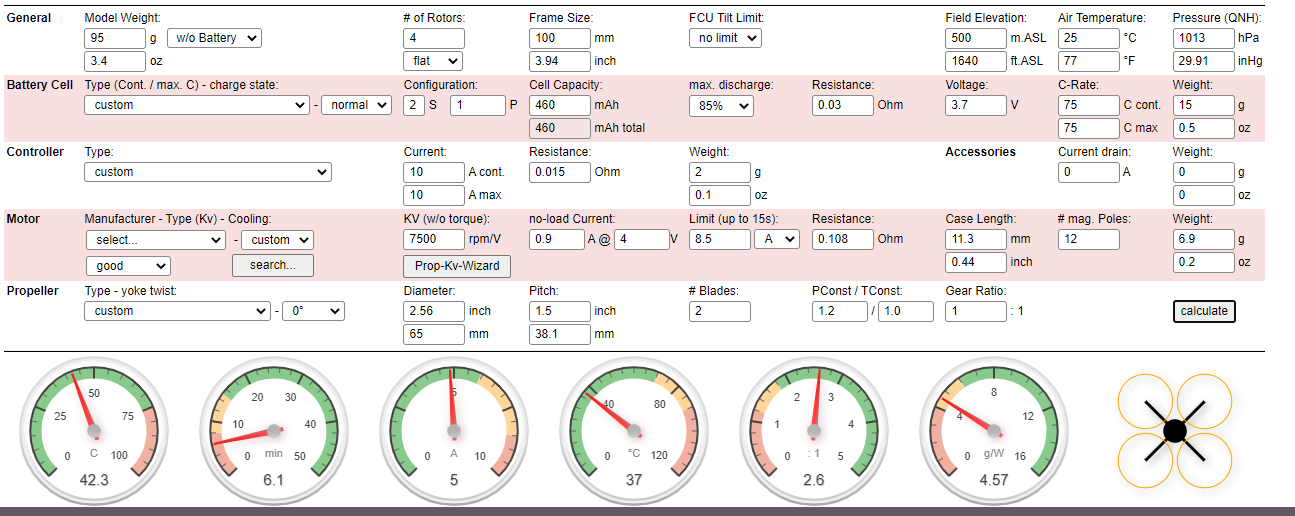 General Model Weight: # of Rotors: Frame Size: FCU Tilt Limit: Field Elevation: Air Temperature: Pressure (QNH):
95 g w/o Battery 4 100 mm no limit 500 m.ASL 25 °C 1013 hPa
3.4 oz flat 3.94 inch 1640 ft.ASL 77 °F 29.91 inHg
Battery Cell Type (Cont. / max. C) - charge state: Configuration: Cell Capacity: max. discharge: Resistance: Voltage: C-Rate: Weight:
custom - normal 2 S 1 P 460 mAh 85% 0.03 Ohm 3.7 V 75 C cont. 15 g
460 mAh total 75 C max 0.5 oz
Controller Type: Current: Resistance: Weight: Accessories Current drain: Weight:
custom 10 A cont. 0.015 Ohm 2 g 0 A 0 g
10 A max 0.1 oz 0 oz
Motor Manufacturer - Type (Kv) - Cooling: KV (w/o torque): no-load Current: Limit (up to 15s): Resistance: Case Length: # mag. Poles: Weight:
select... - custom 7500 rpm/V 0.9 A @ 4 V 8.5 A 0.108 Ohm 11.3 mm 12 6.9 g
good search... Prop-Kv-Wizard 0.44 inch 0.2 oz
Propeller Type - yoke twist: Diameter: Pitch: # Blades: PConst / TConst: Gear Ratio:
custom - 0° 2.56 inch 1.5 inch 2 1.2 / 1.0 1 : 1 calculate
65 mm 38.1 mm
0 25 50 75 100 C 42.3
0 10 20 30 40 50 min 6.1
0 5 10 A 5
0 40 80 120 °C 37
0 1 2 3 4 5 : 1 2.6
0 4 8 12 16 g/W 4.57